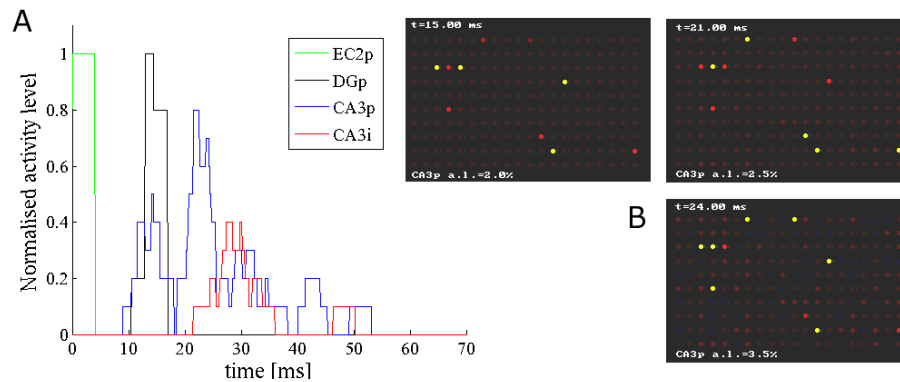 A
Normalised activity level
1
0.8
0.6
0.4
0.2
0
0 10 20 30 40 50 60 70
time [ms]
EC2p
DGp
CA3p
CA3i
t=15.00 ms
CA3p a.l.=2.0%
t=21.00 ms
CA3p a.l.=2.5%
B
t=24.00 ms
CA3p a.l.=3.5%